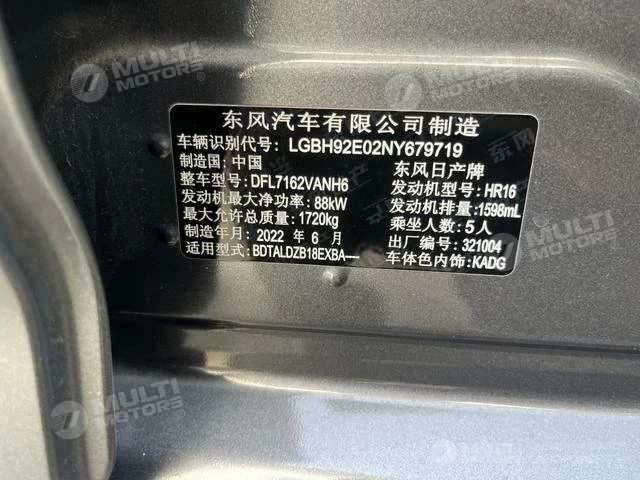 MULTI
MOTORS
MULTI
MOTORS
东风汽车有限公司制造
车辆识别代号: LGBH92E02NY679719
制造国: 中国 东风日产牌
整车型号: DFL7162VANH6 发动机型号: HR16
发动机最大净功率: 88kW 发动机排量: 1598mL
最大允许总质量: 1720kg 乘坐人数: 5人
制造年月: 2022 年 6 月 出厂编号: 321004
适用型式: BDTALDZB18EXBA---- 车体色内饰: KADG
MULTI
MOTORS
MULTI
MOTORS